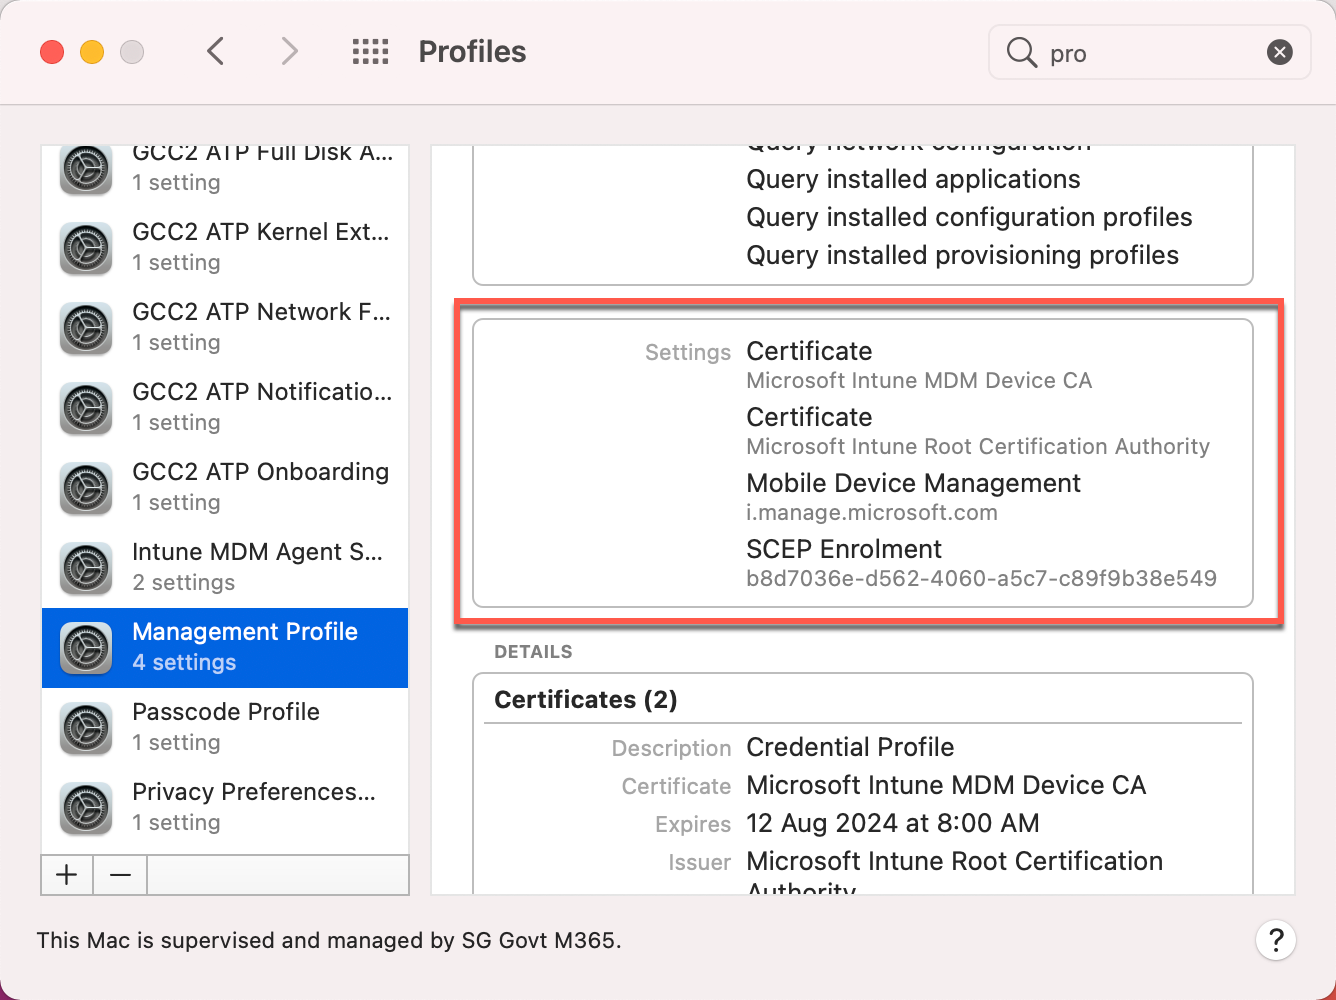 Profiles
pro
GCC2 ATP Full Disk A...
1 setting
GCC2 ATP Kernel Ext...
1 setting
GCC2 ATP Network F...
1 setting
GCC2 ATP Notificatio...
1 setting
GCC2 ATP Onboarding
1 setting
Intune MDM Agent S...
2 settings
Management Profile
4 settings
Passcode Profile
1 setting
Privacy Preferences...
1 setting
Query network configuration
Query installed applications
Query installed configuration profiles
Query installed provisioning profiles
Settings Certificate
Microsoft Intune MDM Device CA
Certificate
Microsoft Intune Root Certification Authority
Mobile Device Management
i.manage.microsoft.com
SCEP Enrolment
b8d7036e-d562-4060-a5c7-c89f9b38e549
DETAILS
Certificates (2)
Description Credential Profile
Certificate Microsoft Intune MDM Device CA
Expires 12 Aug 2024 at 8:00 AM
Issuer Microsoft Intune Root Certification
Authority
This Mac is supervised and managed by SG Govt M365.
?